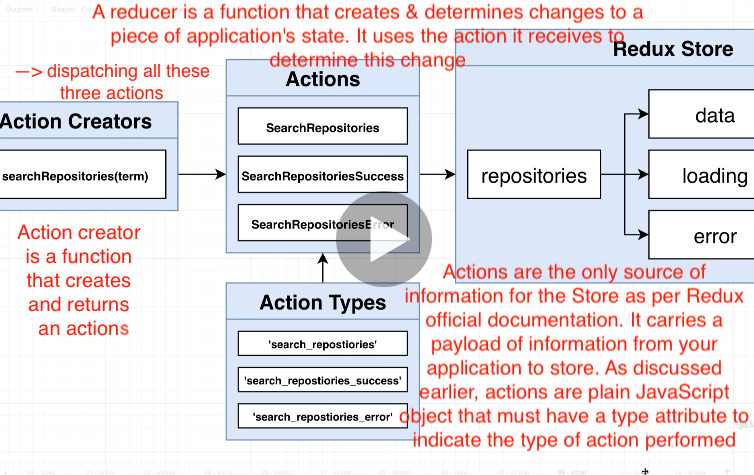 A reducer is a function that creates & determines changes to a
piece of application's state. It uses the action it receives to
determine this change
—> dispatching all these
three actions
Action Creators
searchRepositories(term)
Action creator
is a function
that creates
and returns
an actions
Actions
SearchRepositories
SearchRepositoriesSuccess
SearchRepositoriesError
Action Types
'search_repostiories'
'search_repostiories_success'
'search_repostiories_error'
Redux Store
repositories
data
loading
error
Actions are the only source of
information for the Store as per Redux
official documentation. It carries a
payload of information from your
application to store. As discussed
earlier, actions are plain JavaScript
object that must have a type attribute to
indicate the type of action performed